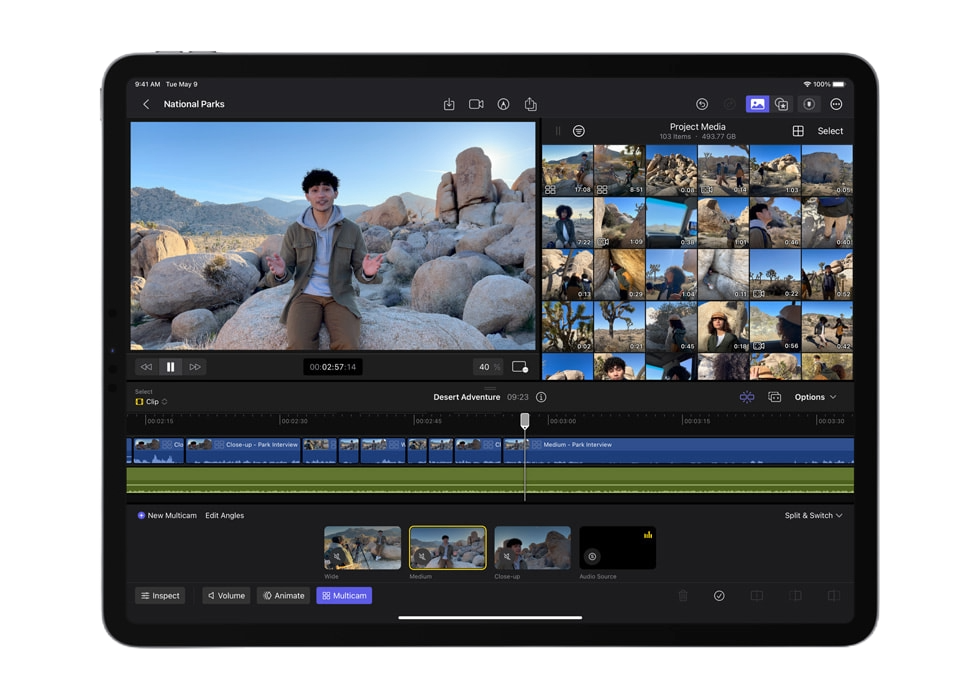 9:41 AM Tue May 9
100%
National Parks
Project Media
103 Items · 493.77 GB
Select
17:08
8:51
0:08
0:14
1:03
0:05
7:22
1:09
0:38
1:01
0:46
0:40
0:13
0:29
1:04
0:11
0:22
0:52
0:02
0:21
0:45
0:18
0:56
0:42
00:02:57:14
40 %
Select
Clip
Desert Adventure 09:23
Options
00:02:15
00:02:30
00:02:45
00:03:00
00:03:15
00:03:30
Clo
Close-up - Park Interview
W
Cl
Medium - Park Interview
New Multicam
Edit Angles
Split & Switch
Wide
Medium
Close-up
Audio Source
Inspect
Volume
Animate
Multicam